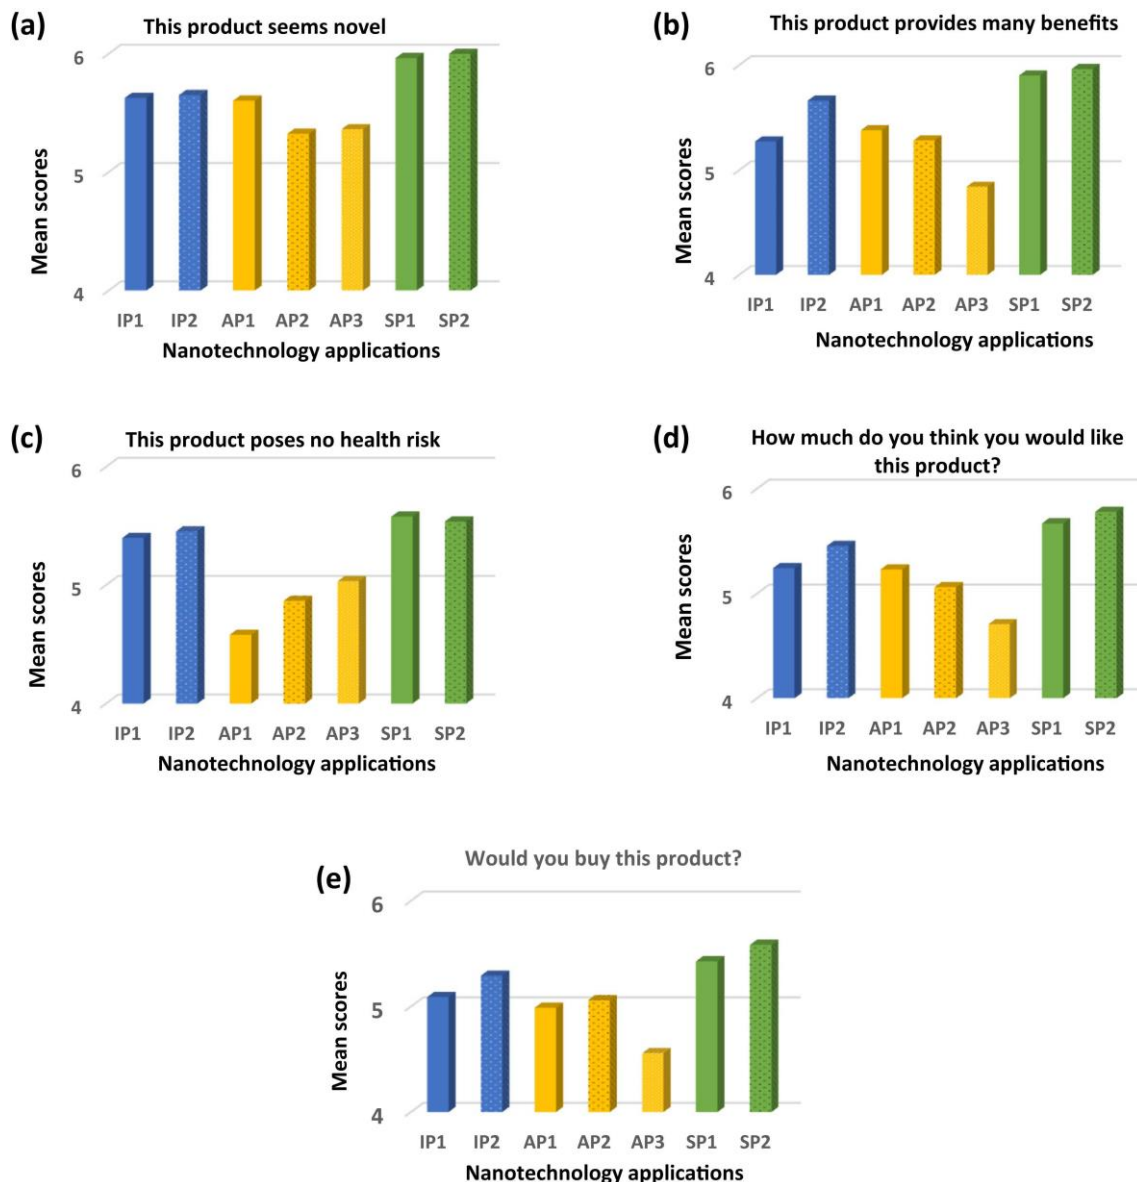 (a)
This product seems novel
6
5
4
Mean scores
IP1 IP2 AP1 AP2 AP3 SP1 SP2
Nanotechnology applications
(b)
This product provides many benefits
6
5
4
Mean scores
IP1 IP2 AP1 AP2 AP3 SP1 SP2
Nanotechnology applications
(c)
This product poses no health risk
6
5
4
Mean scores
IP1 IP2 AP1 AP2 AP3 SP1 SP2
Nanotechnology applications
(d)
How much do you think you would like
this product?
6
5
4
Mean scores
IP1 IP2 AP1 AP2 AP3 SP1 SP2
Nanotechnology applications
(e)
Would you buy this product?
6
5
4
Mean scores
IP1 IP2 AP1 AP2 AP3 SP1 SP2
Nanotechnology applications